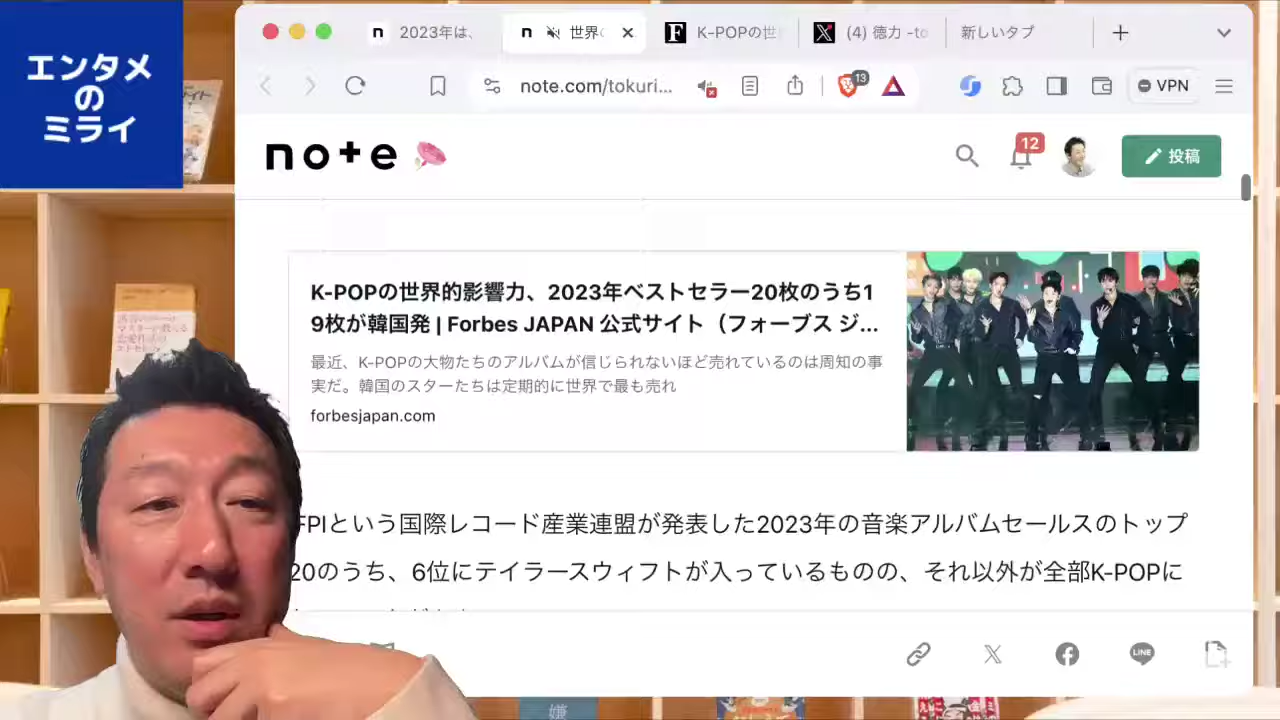 エンタメ
の
ミライ
2023年は、
世界
K-POPの世
(4) 徳力 -to
新しいタブ
note.com/tokuri...
13
VPN
note
12
投稿
K-POPの世界的影響力、2023年ベストセラー20枚のうち1
9枚が韓国発 | Forbes JAPAN 公式サイト（フォーブス ジ...
最近、K-POPの大物たちのアルバムが信じられないほど売れているのは周知の事
実だ。韓国のスターたちは定期的に世界で最も売れ
forbesjapan.com
FPIという国際レコード産業連盟が発表した2023年の音楽アルバムセールスのトップ
20のうち、6位にテイラースウィフトが入っているものの、それ以外が全部K-POPに
LINE
嫌